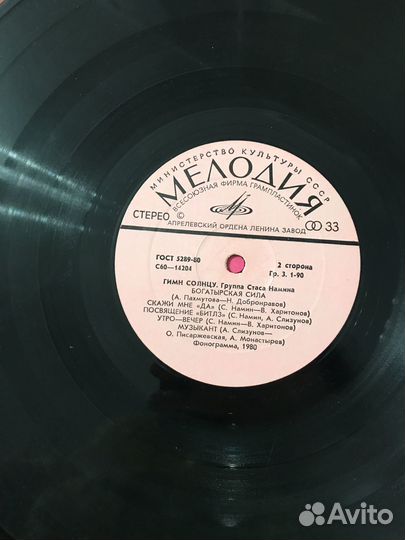 МИНИСТЕРСТВО КУЛЬТУРЫ СССР
МЕЛОДИЯ
ВСЕСОЮЗНАЯ ФИРМА ГРАМПЛАСТИНОК
СТЕРЕО © 33
АПРЕЛЕВСКИЙ ОРДЕНА ЛЕНИНА ЗАВОД
ГОСТ 5289-80 2 сторона
С60—14204 Гр. 3. 1-90
ГИМН СОЛНЦУ. Группа Стаса Намина
БОГАТЫРСКАЯ СИЛА
(А. Пахмутова—Н. Добронравов)
СКАЖИ МНЕ «ДА» (С. Намин—В. Харитонов)
ПОСВЯЩЕНИЕ «БИТЛЗ» (С. Намин, А. Слизунов)
УТРО—ВЕЧЕР (С. Намин—В. Харитонов)
МУЗЫКАНТ (А. Слизунов—
О. Писаржевская, А. Монастырев)
Фонограмма, 1980
Avito